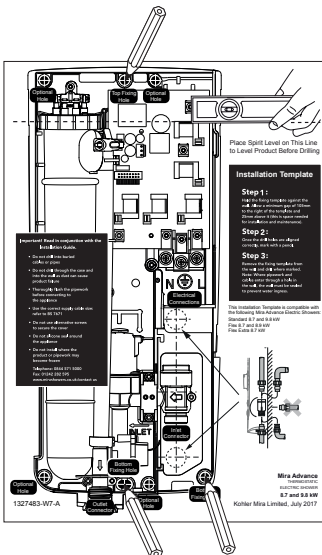 Optional
Hole
Top Fixing
Hole
Optional
Hole
Place Spirit Level on This Line
to Level Product Before Drilling
Installation Template
Step 1:
Hold the fixing template against the
wall. Allow a minimum gap of 105mm
to the right of the template and
25mm above it (this is space needed
for installation and maintenance).
Step 2:
Once the drill holes are aligned
correctly, mark with a pencil.
Step 3:
Remove the fixing template from
the wall and drill where marked.
Note: Where pipework and
cable enter through a hole in
the wall, the wall must be sealed
to prevent water ingress.
Important! Read in conjunction with the
Installation Guide.
• Do not drill into buried
cables or pipes
• Do not drill through the case and
into the wall as dust can cause
product failure
• Thoroughly flush the pipework
before connecting to
the appliance
• Use the correct supply cable size:
refer to BS 7671
• Do not use alternative screws
to secure the cover
• Do not silicone seal around
the appliance
• Do not install where the
product or pipework may
become frozen
Telephone: 0844 571 5000
Fax: 01242 282 595
www.mirashowers.co.uk/contact us
N
L
Electrical
Connections
This Installation Template is compatible with
the following Mira Advance Electric Showers:
Standard 8.7 and 9.8 kW
Flex 8.7 and 9.8 kW
Flex Extra 8.7 kW
INLET
Inlet
Connector
Bottom
Fixing Hole
Optional
Hole
Outlet
Connector
Optional
Hole
1327483-W7-A
Mira Advance
THERMOSTATIC
ELECTRIC SHOWER
8.7 and 9.8 kW
Kohler Mira Limited, July 2017